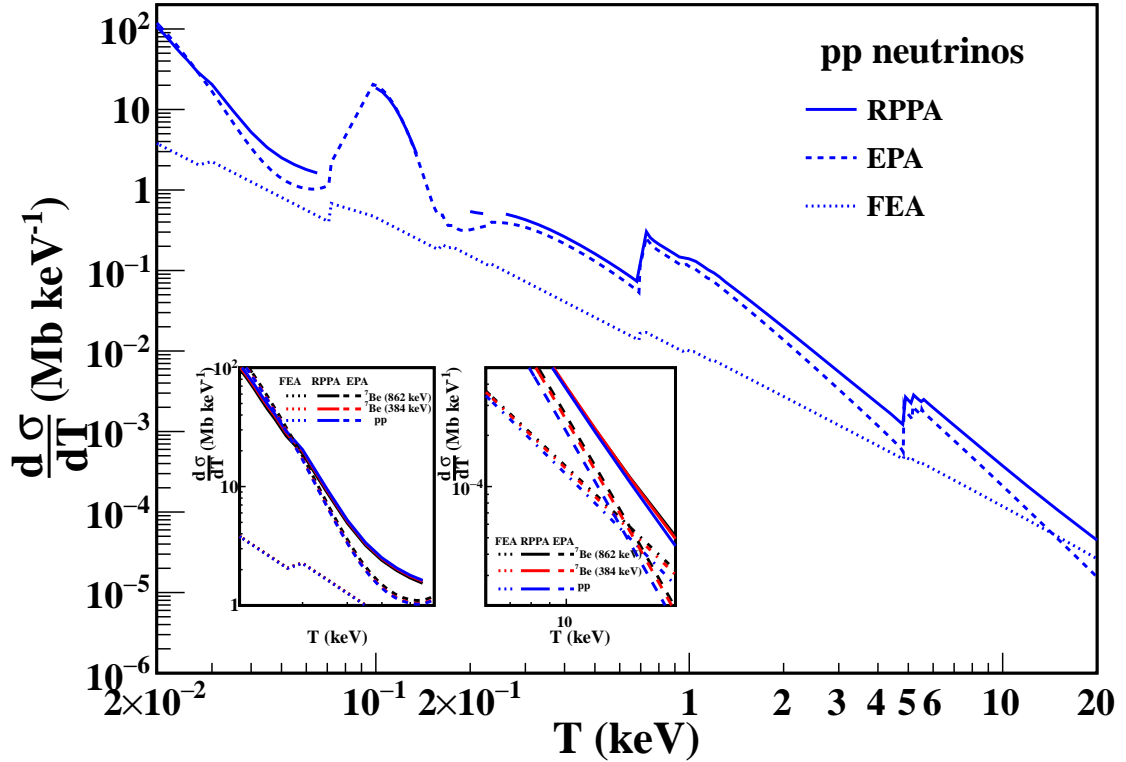 pp neutrinos
RPPA
EPA
FEA
dσ/dT (Mb keV⁻¹)
10²
10
1
10⁻¹
10⁻²
10⁻³
10⁻⁴
10⁻⁵
10⁻⁶
2×10⁻² 10⁻¹ 2×10⁻¹ 1 2 3 4 5 6 10 20
T (keV)
dσ/dT (Mb keV⁻¹)
10²
10
1
FEA RPPA EPA
⁷Be (862 keV)
⁷Be (384 keV)
pp
T (keV)
dσ/dT (Mb keV⁻¹)
10⁻⁴
FEA RPPA EPA
⁷Be (862 keV)
⁷Be (384 keV)
pp
10
T (keV)